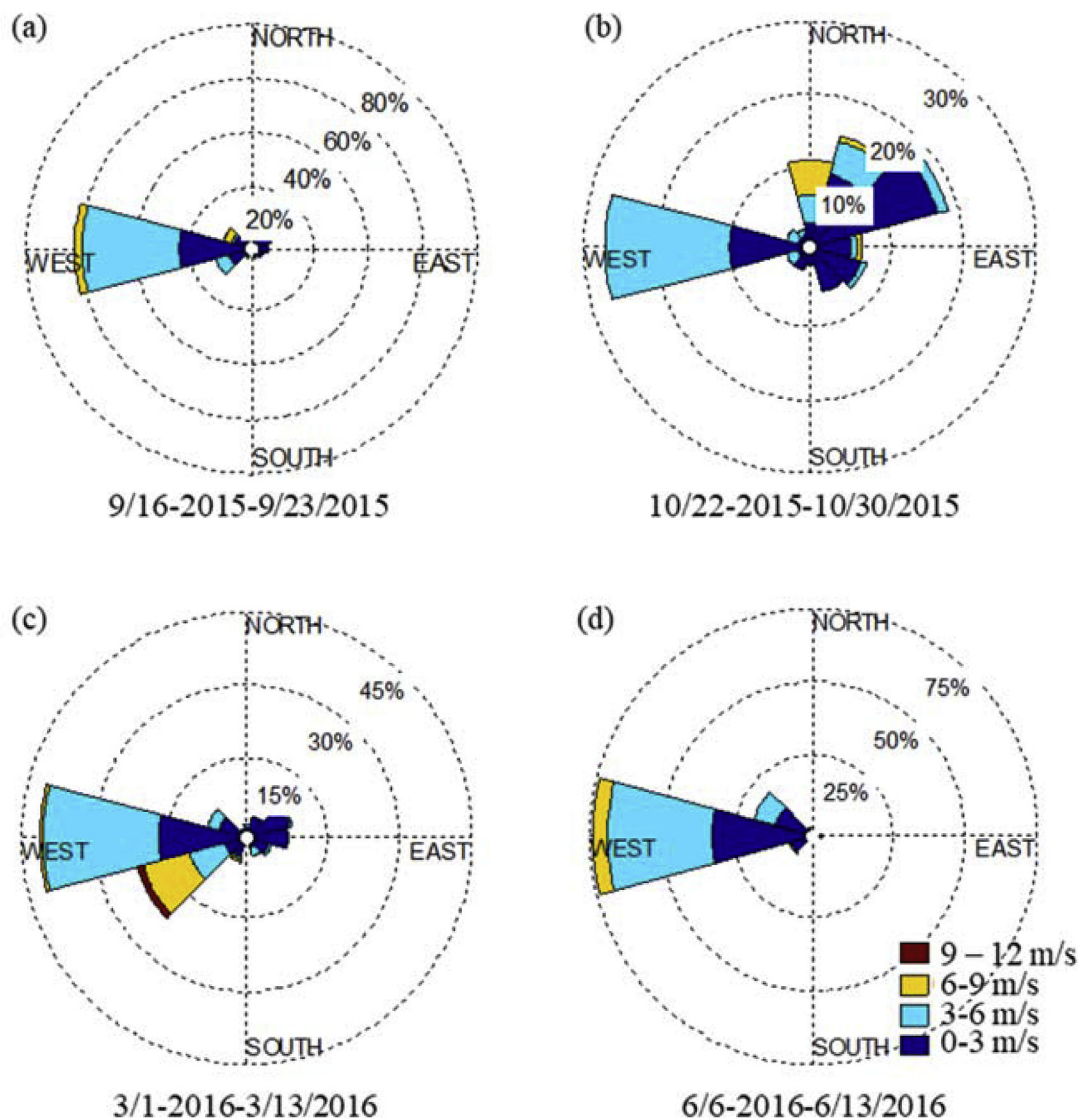 (a)
NORTH
80%
60%
40%
20%
WEST
EAST
SOUTH
9/16-2015-9/23/2015
(b)
NORTH
30%
20%
10%
WEST
EAST
SOUTH
10/22-2015-10/30/2015
(c)
NORTH
45%
30%
15%
WEST
EAST
SOUTH
3/1-2016-3/13/2016
(d)
NORTH
75%
50%
25%
WEST
EAST
SOUTH
9 – 12 m/s
6-9 m/s
3-6 m/s
0-3 m/s
6/6-2016-6/13/2016